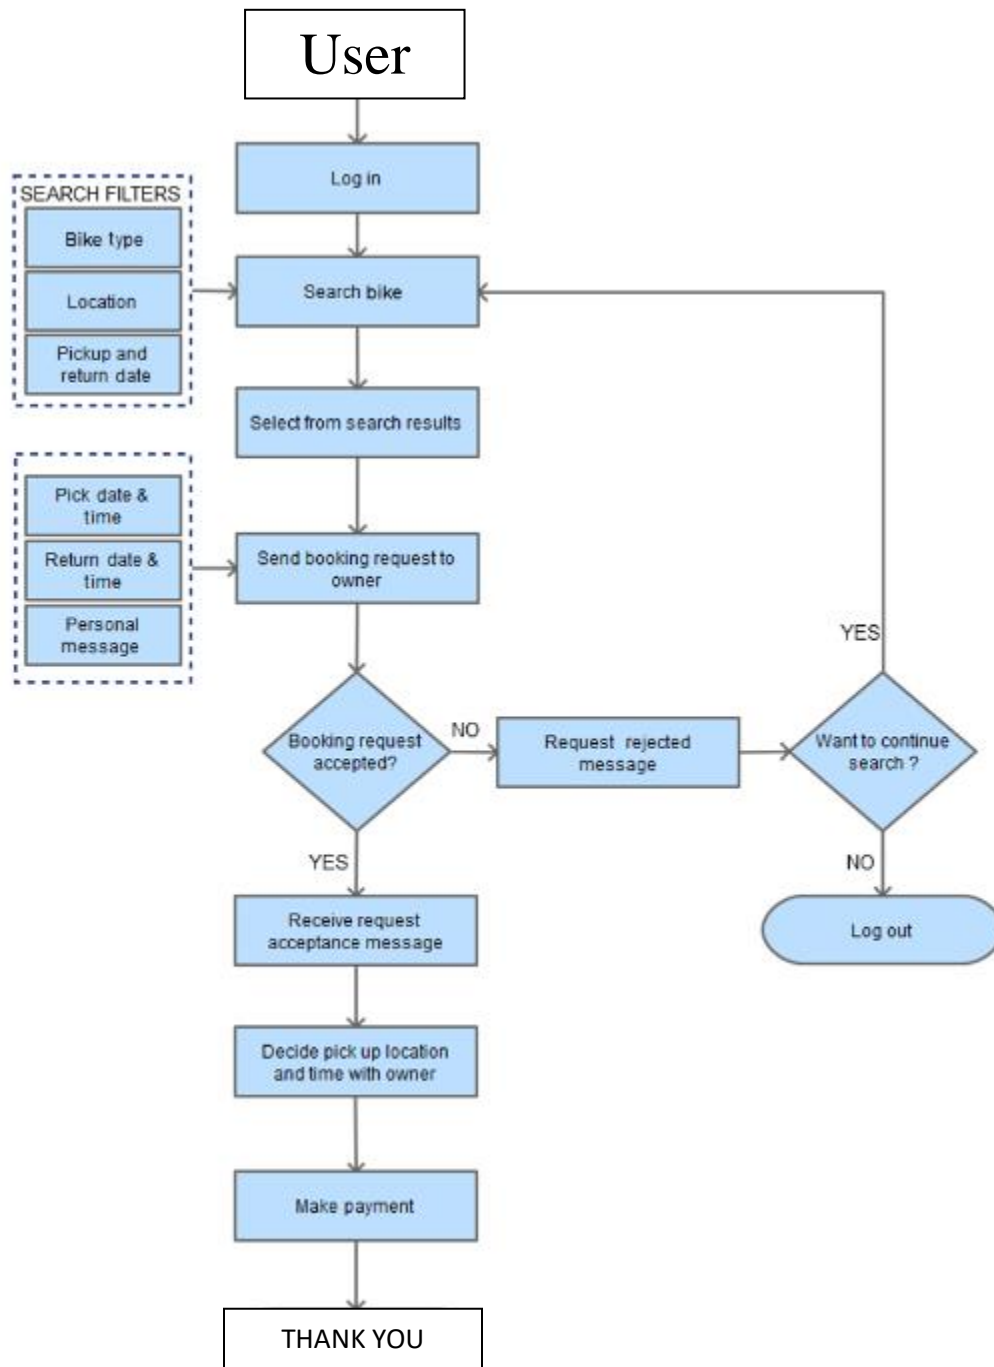 User
Log in
SEARCH FILTERS
Bike type
Location
Pickup and
return date
Search bike
Select from search results
Pick date &
time
Return date &
time
Personal
message
Send booking request to
owner
Booking request
accepted?
NO
Request rejected
message
Want to continue
search ?
YES
NO
Log out
YES
Receive request
acceptance message
Decide pick up location
and time with owner
Make payment
THANK YOU